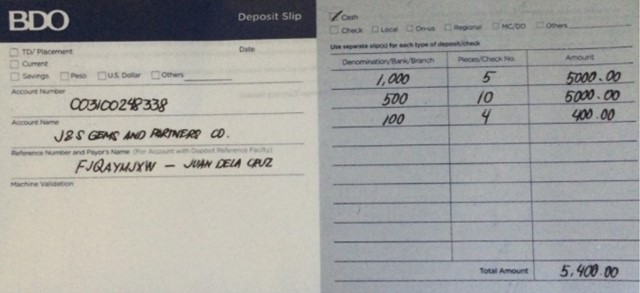 BDO
Deposit Slip
TD/ Placement
Date
Current
Savings Peso U.S. Dollar Others
Account Number
003100298338
Account Name
J&S GEMS AND PARTNERS CO.
Reference Number and Payor's Name (For Account with Deposit Reference Facility)
FJQAYMJXW - JUAN DELA CRUZ
Machine Validation
Cash
Check Local On-us Regional MC/DD Others
Use separate slip(s) for each type of deposit/check
Denomination/Bank/Branch Pieces/Check No. Amount
1,000 5 5000.00
500 10 5000.00
100 4 400.00
Total Amount 5,400.00